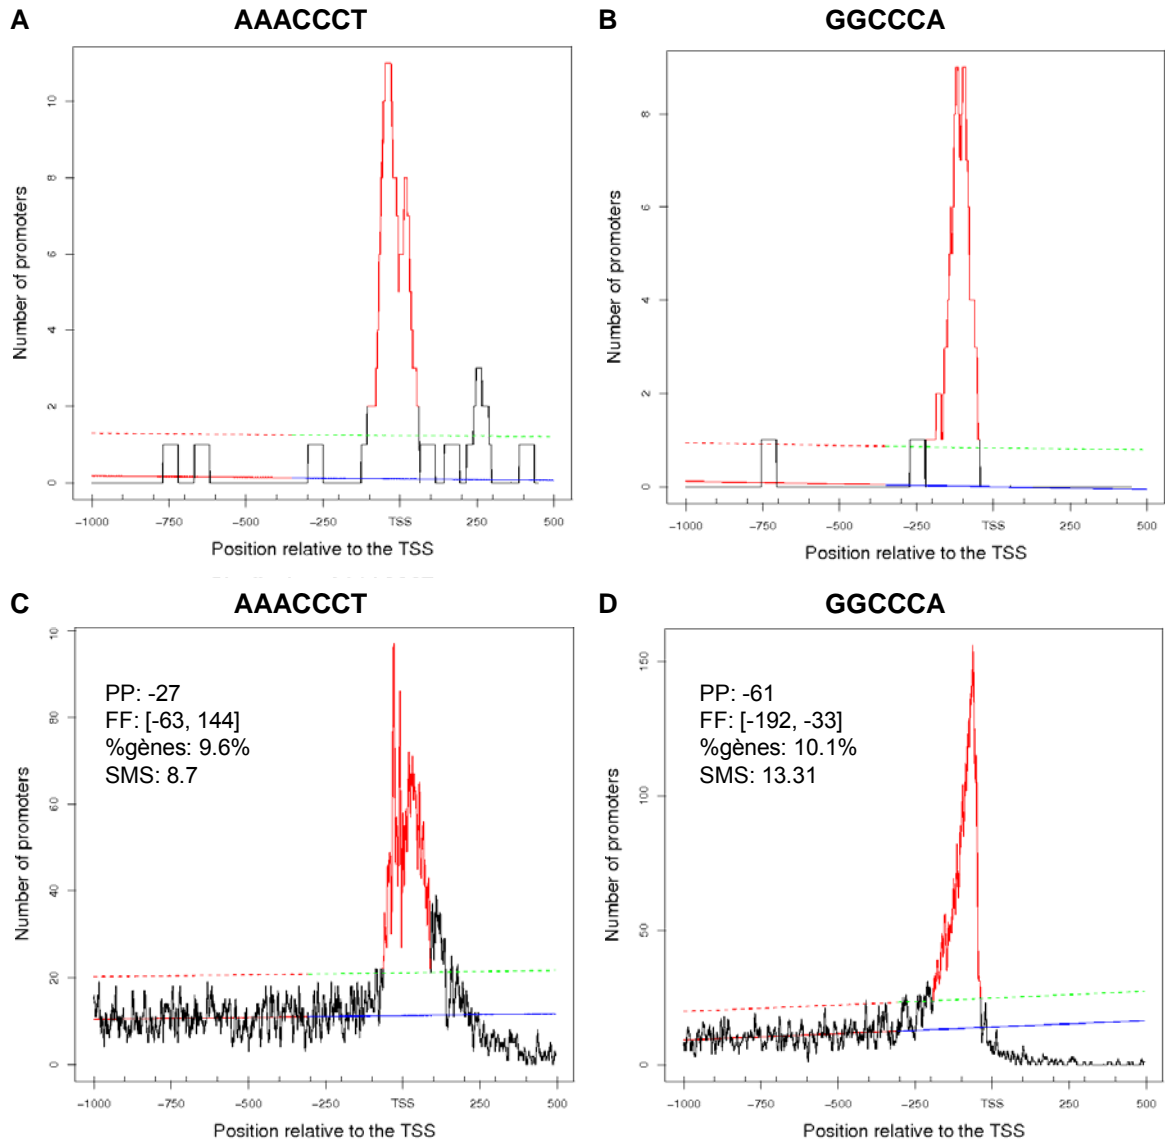 A AAACCCT
Number of promoters
10
8
6
4
2
0
-1000 -750 -500 -250 TSS 250 500
Position relative to the TSS
B GGCCCA
Number of promoters
8
6
4
2
0
-1000 -750 -500 -250 TSS 250 500
Position relative to the TSS
C AAACCCT
PP: -27
FF: [-63, 144]
%gènes: 9.6%
SMS: 8.7
Number of promoters
80
60
40
20
0
-1000 -750 -500 -250 TSS 250 500
Position relative to the TSS
D GGCCCA
PP: -61
FF: [-192, -33]
%gènes: 10.1%
SMS: 13.31
Number of promoters
150
100
50
0
-1000 -750 -500 -250 TSS 250 500
Position relative to the TSS